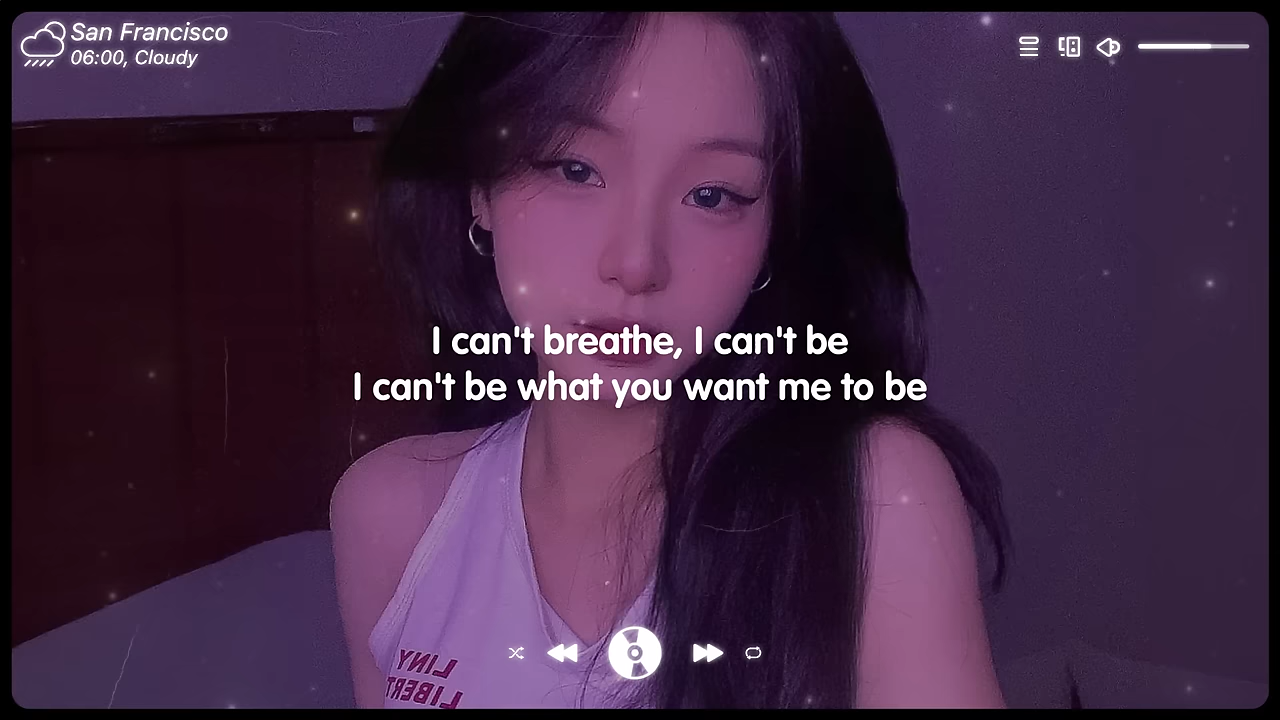 San Francisco
06:00, Cloudy
I can't breathe, I can't be
I can't be what you want me to be
LINY
LIBERT